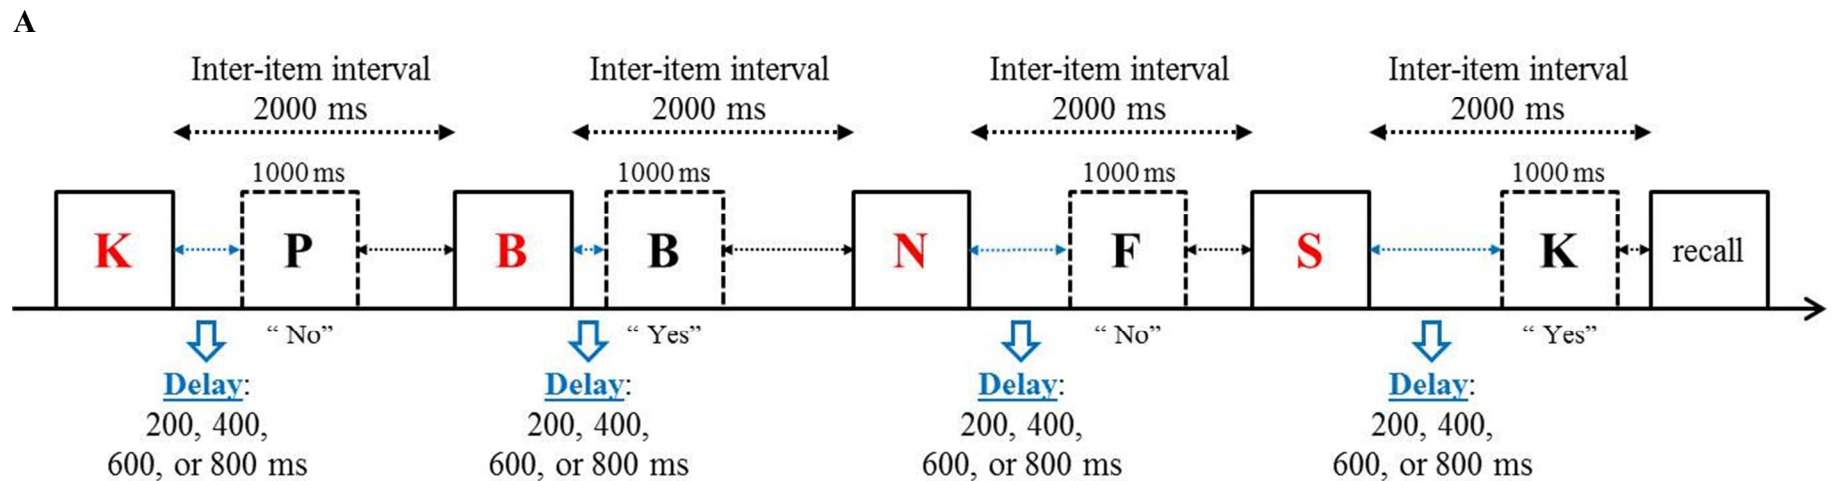 A
Inter-item interval
2000 ms
Inter-item interval
2000 ms
Inter-item interval
2000 ms
Inter-item interval
2000 ms
1000 ms
1000 ms
1000 ms
1000 ms
K
P
B
B
N
F
S
K
recall
“ No”
“ Yes”
“ No”
“ Yes”
Delay:
200, 400,
600, or 800 ms
Delay:
200, 400,
600, or 800 ms
Delay:
200, 400,
600, or 800 ms
Delay:
200, 400,
600, or 800 ms